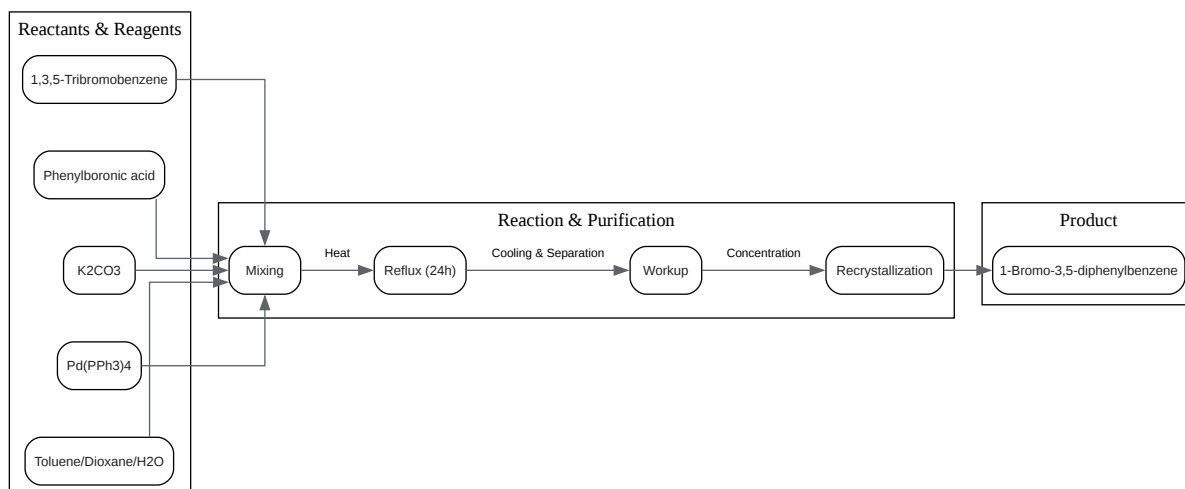 Reactants & Reagents
1,3,5-Tribromobenzene
Phenylboronic acid
K2CO3
Pd(PPh3)4
Toluene/Dioxane/H2O
Reaction & Purification
Mixing
Heat
Reflux (24h)
Cooling & Separation
Workup
Concentration
Recrystallization
Product
1-Bromo-3,5-diphenylbenzene